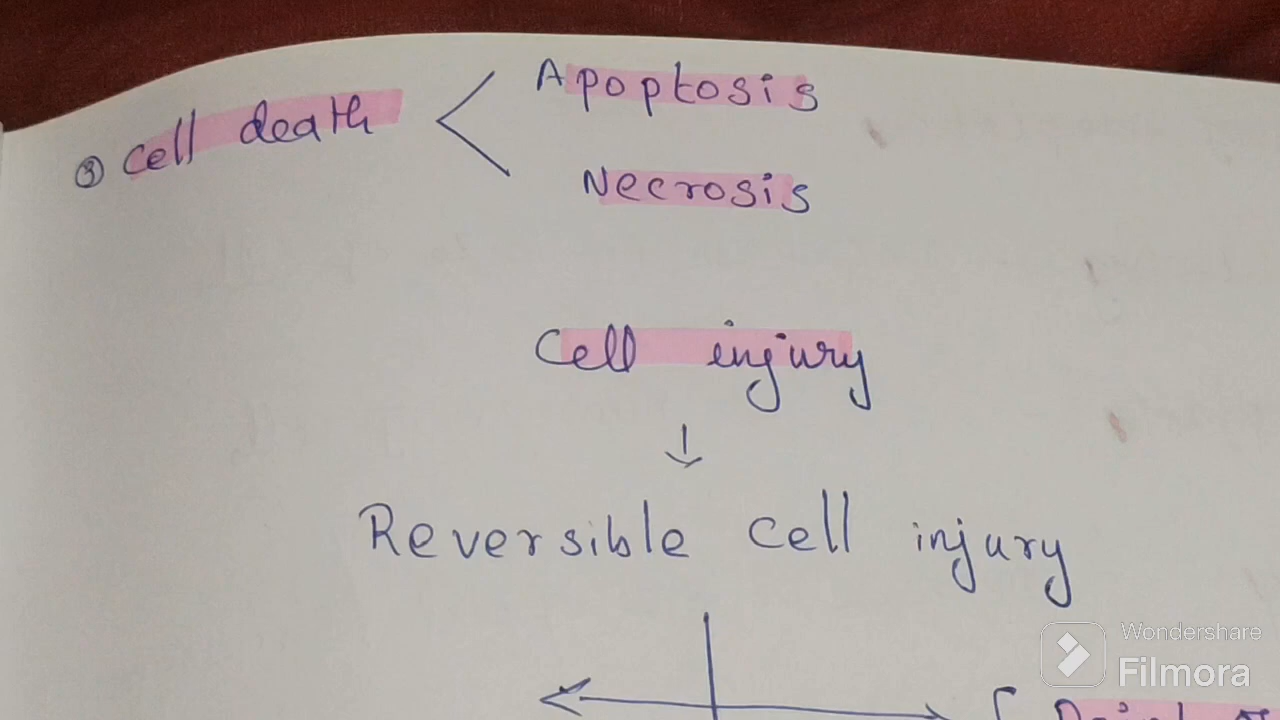 ③ Cell death < Apoptosis
Necrosis
Cell injury
↓
Reversible cell injury
Wondershare
Filmora